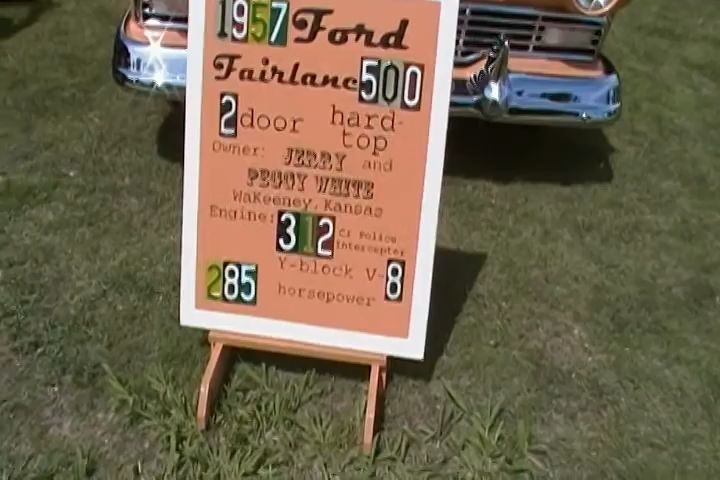 1957 Ford
Fairlane 500
2 door hard-
top
Owner: JERRY and
PEGGY WHITE
WaKeeney, Kansas
Engine: 312 CI Police
Interceptor
Y-block V-8
285 horsepower